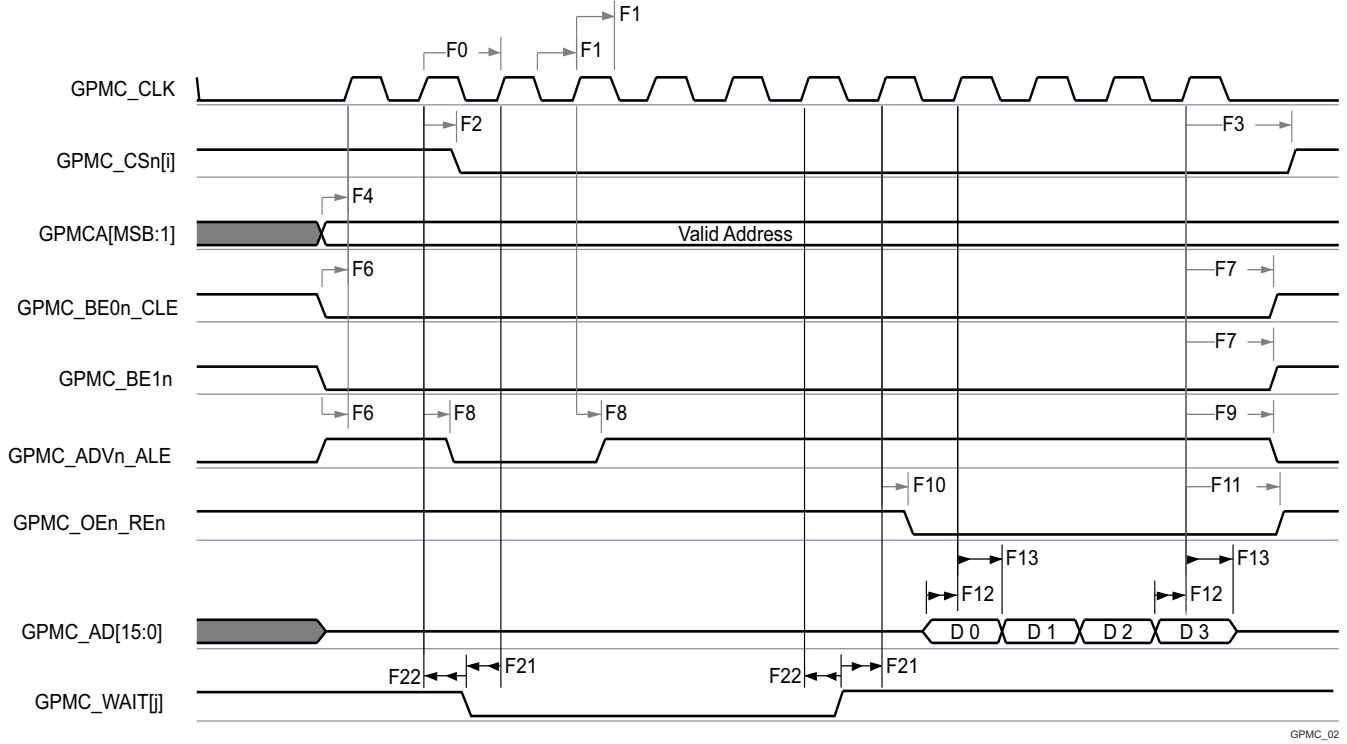 F1
F0 F1
GPMC_CLK
F2 F3
GPMC_CSn[i]
F4
GPMCA[MSB:1] Valid Address
F6 F7
GPMC_BE0n_CLE
F7
GPMC_BE1n
F6 F8 F8 F9
GPMC_ADVn_ALE
F10 F11
GPMC_OEn_REn
F13 F13
F12 F12
GPMC_AD[15:0] D 0 D 1 D 2 D 3
F22 F21 F22 F21
GPMC_WAIT[j]
GPMC_02